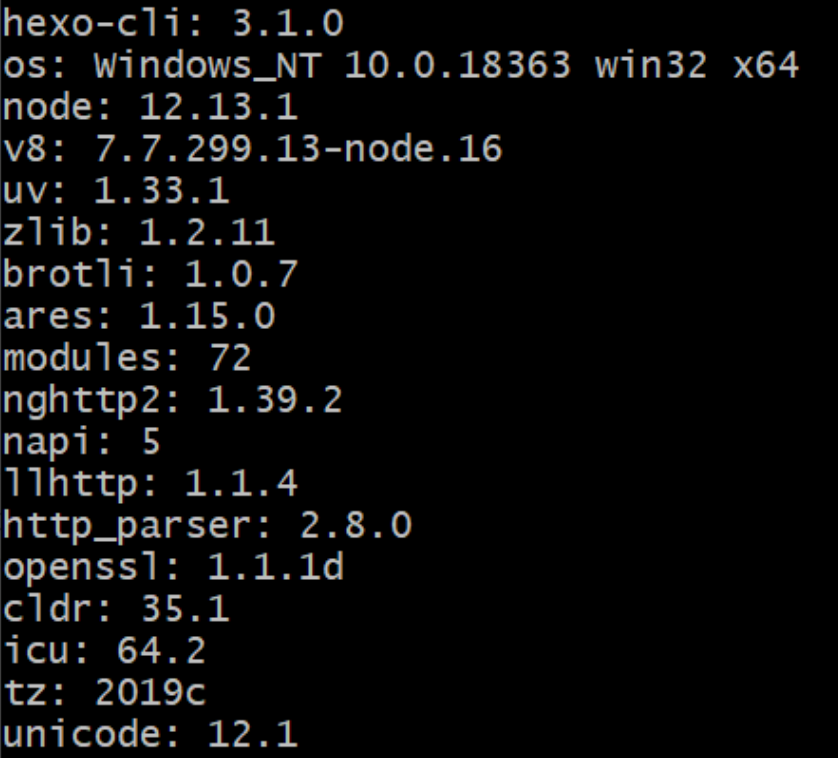 hexo-cli: 3.1.0
os: Windows_NT 10.0.18363 win32 x64
node: 12.13.1
v8: 7.7.299.13-node.16
uv: 1.33.1
zlib: 1.2.11
brotli: 1.0.7
ares: 1.15.0
modules: 72
nghttp2: 1.39.2
napi: 5
llhttp: 1.1.4
http_parser: 2.8.0
openssl: 1.1.1d
cldr: 35.1
icu: 64.2
tz: 2019c
unicode: 12.1